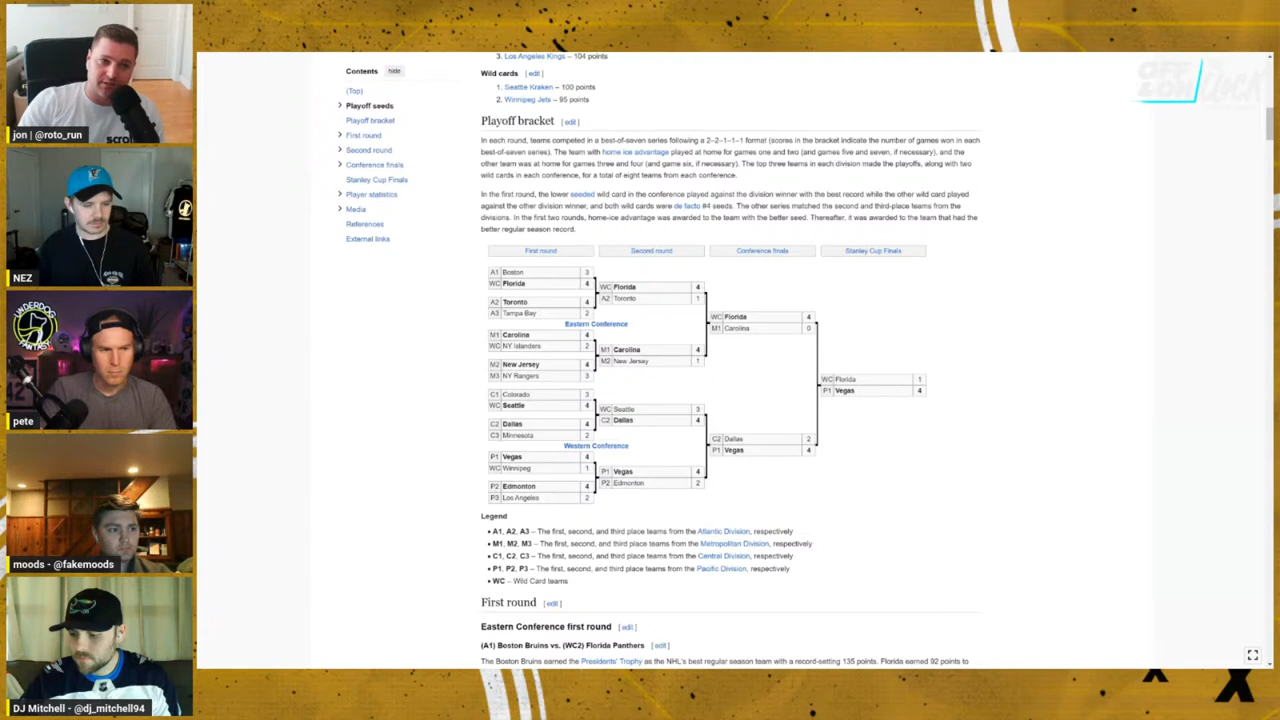 jon | @roto_run
NEZ
UNDERDOG
pete
moods - @fakemoods
DJ Mitchell - @dj_mitchell94
Contents hide
(Top)
Playoff seeds
Playoff bracket
First round
Second round
Conference finals
Stanley Cup Finals
Player statistics
Media
References
External links
3. Los Angeles Kings – 104 points
Wild cards [ edit ]
1. Seattle Kraken – 100 points
2. Winnipeg Jets – 95 points
Playoff bracket [ edit ]
In each round, teams competed in a best-of-seven series following a 2–2–1–1–1 format (scores in the bracket indicate the number of games won in each
best-of-seven series). The team with home ice advantage played at home for games one and two (and games five and seven, if necessary), and the
other team was at home for games three and four (and game six, if necessary). The top three teams in each division made the playoffs, along with two
wild cards in each conference, for a total of eight teams from each conference.
In the first round, the lower seeded wild card in the conference played against the division winner with the best record while the other wild card played
against the other division winner, and both wild cards were de facto #4 seeds. The other series matched the second and third-place teams from the
divisions. In the first two rounds, home-ice advantage was awarded to the team with the better seed. Thereafter, it was awarded to the team that had the
better regular season record.
First round Second round Conference finals Stanley Cup Finals
A1 Boston 3
WC Florida 4
A2 Toronto 4
A3 Tampa Bay 2
Eastern Conference
M1 Carolina 4
WC NY Islanders 2
M2 New Jersey 4
M3 NY Rangers 3
C1 Colorado 3
WC Seattle 4
C2 Dallas 4
C3 Minnesota 2
Western Conference
P1 Vegas 4
WC Winnipeg 1
P2 Edmonton 4
P3 Los Angeles 2
WC Florida 4
A2 Toronto 1
M1 Carolina 4
M2 New Jersey 1
WC Seattle 3
C2 Dallas 4
P1 Vegas 4
P2 Edmonton 2
WC Florida 4
M1 Carolina 0
C2 Dallas 2
P1 Vegas 4
WC Florida 1
P1 Vegas 4
Legend
• A1, A2, A3 – The first, second, and third place teams from the Atlantic Division, respectively
• M1, M2, M3 – The first, second, and third place teams from the Metropolitan Division, respectively
• C1, C2, C3 – The first, second, and third place teams from the Central Division, respectively
• P1, P2, P3 – The first, second, and third place teams from the Pacific Division, respectively
• WC – Wild Card teams
First round [ edit ]
Eastern Conference first round [ edit ]
(A1) Boston Bruins vs. (WC2) Florida Panthers [ edit ]
The Boston Bruins earned the Presidents' Trophy as the NHL's best regular season team with a record-setting 135 points. Florida earned 92 points to